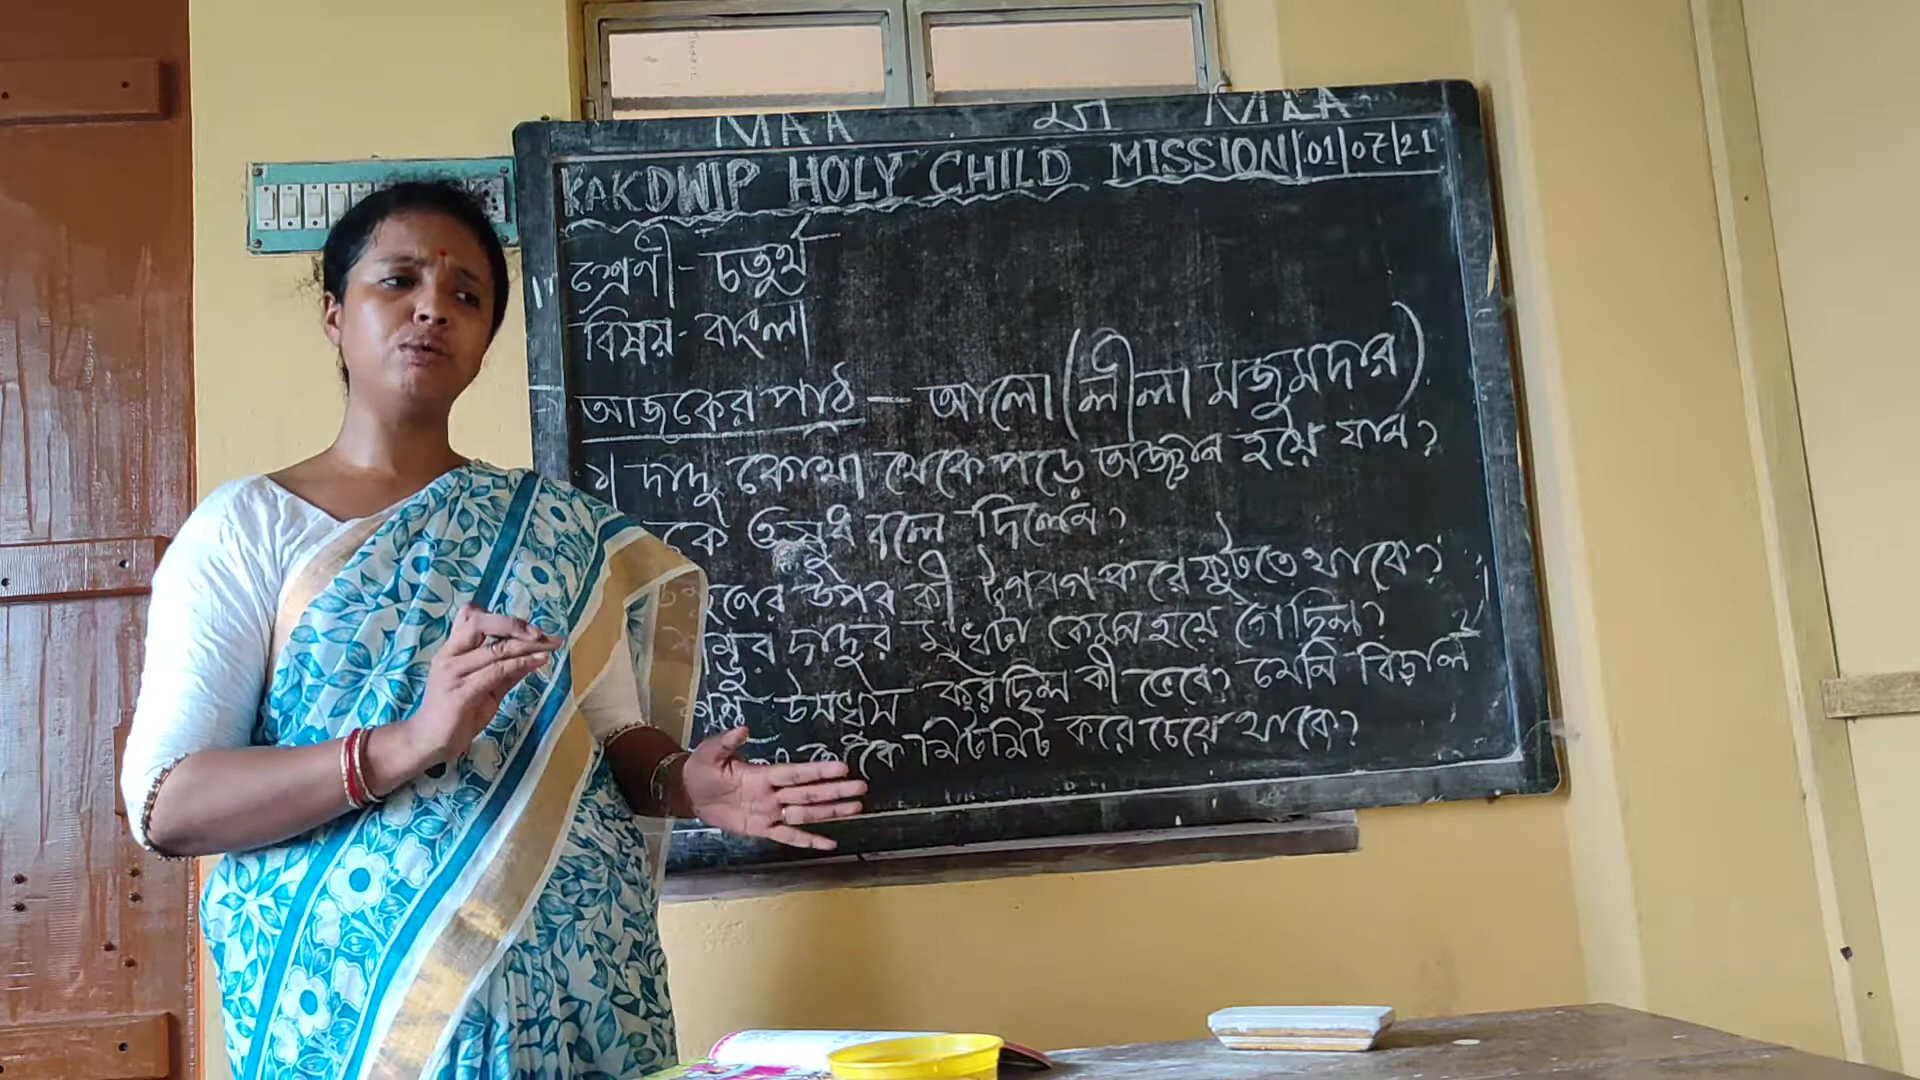 MAA মা MAA
KAKDWIP HOLY CHILD MISSION|01|07|21
শ্রেণী - চতুর্থ
বিষয় - বাংলা
আজকের পাঠ — আলো (লীলা মজুমদার)
১| দাদু কোথা থেকে পড়ে অজ্ঞান হয়ে যান?
কে ওষুধ বলে দিলেন?
উপর কী টগবগ করে ফুটতে থাকে?
দাদুর মুখটা কেমন হয়ে গেছিল?
উসখুস করছিল কী ভেবে? মেনি বিড়াল
মিটমিট করে চেয়ে থাকে?